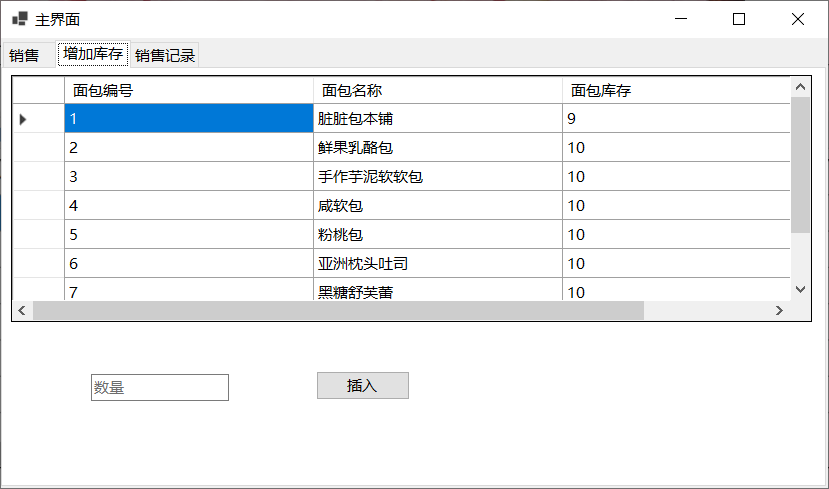 主界面
销售 增加库存 销售记录
面包编号 面包名称 面包库存
1 脏脏包本铺 9
2 鲜果乳酪包 10
3 手作芋泥软软包 10
4 咸软包 10
5 粉桃包 10
6 亚洲枕头吐司 10
7 黑糖舒芙蕾 10
数量 插入